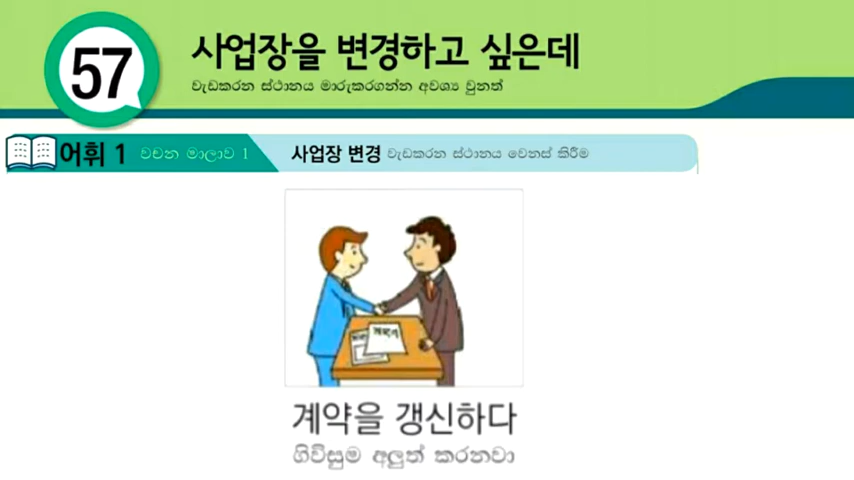 57
사업장을 변경하고 싶은데
වැඩකරන ස්ථානය මාරුකරගන්න අවශ්‍ය වුනත්
어휘 1 වචන මාලාව 1 사업장 변경 වැඩකරන ස්ථානය වෙනස් කිරීම
계약을 갱신하다
ගිවිසුම අලුත් කරනවා